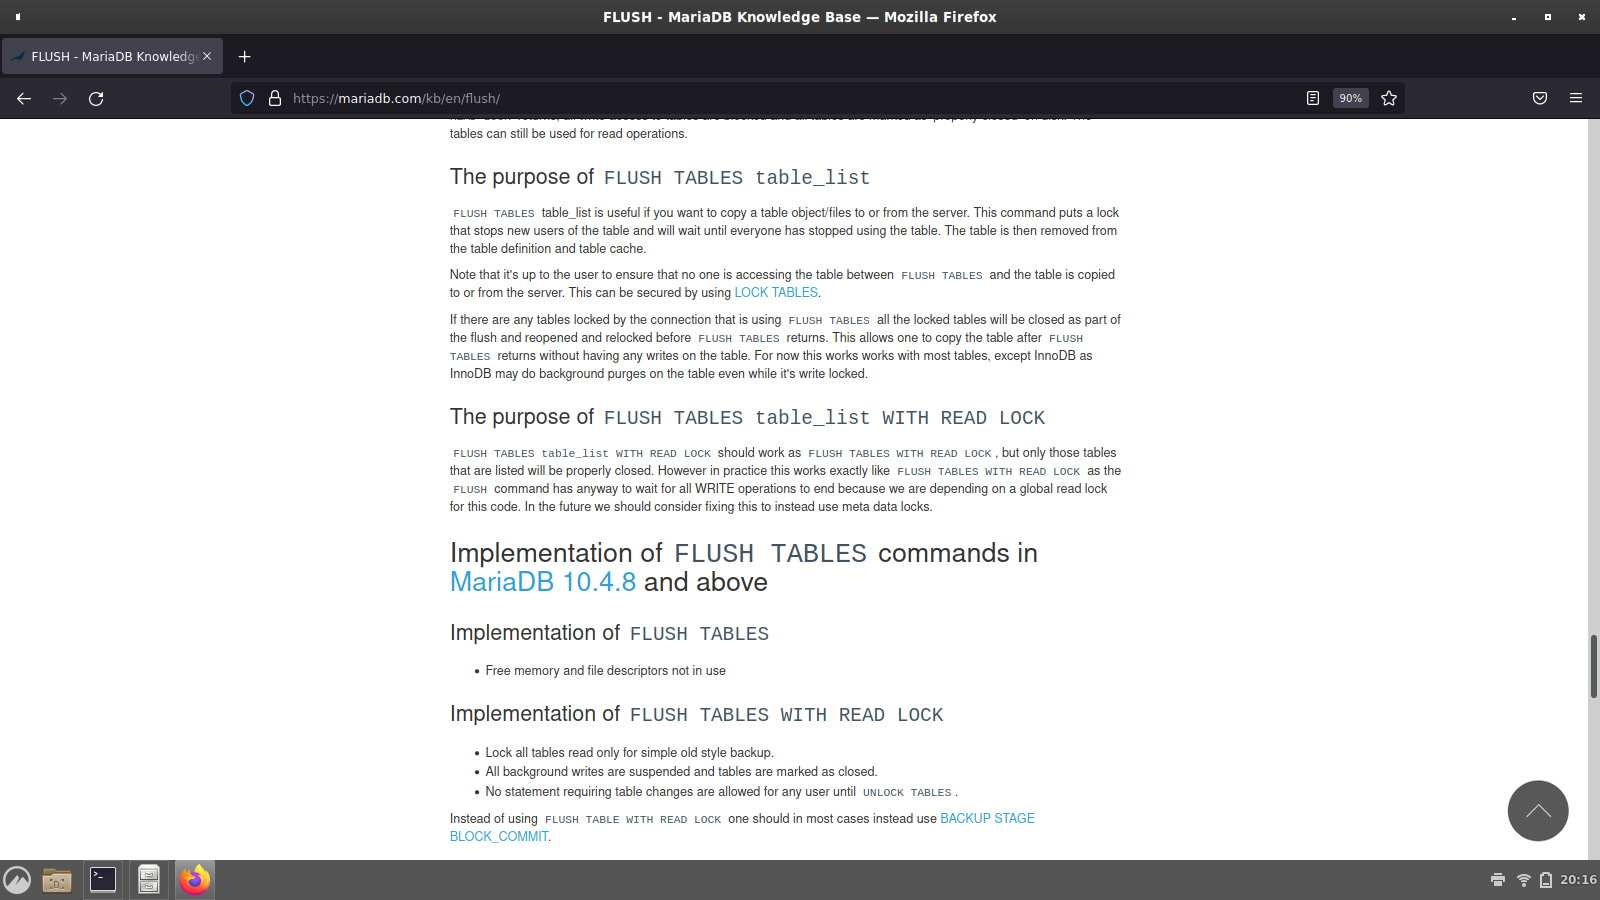 FLUSH - MariaDB Knowledge Base — Mozilla Firefox
FLUSH - MariaDB Knowledge
https://mariadb.com/kb/en/flush/
90%
tables can still be used for read operations.
The purpose of FLUSH TABLES table_list
FLUSH TABLES table_list is useful if you want to copy a table object/files to or from the server. This command puts a lock
that stops new users of the table and will wait until everyone has stopped using the table. The table is then removed from
the table definition and table cache.
Note that it's up to the user to ensure that no one is accessing the table between FLUSH TABLES and the table is copied
to or from the server. This can be secured by using LOCK TABLES.
If there are any tables locked by the connection that is using FLUSH TABLES all the locked tables will be closed as part of
the flush and reopened and relocked before FLUSH TABLES returns. This allows one to copy the table after FLUSH
TABLES returns without having any writes on the table. For now this works works with most tables, except InnoDB as
InnoDB may do background purges on the table even while it's write locked.
The purpose of FLUSH TABLES table_list WITH READ LOCK
FLUSH TABLES table_list WITH READ LOCK should work as FLUSH TABLES WITH READ LOCK , but only those tables
that are listed will be properly closed. However in practice this works exactly like FLUSH TABLES WITH READ LOCK as the
FLUSH command has anyway to wait for all WRITE operations to end because we are depending on a global read lock
for this code. In the future we should consider fixing this to instead use meta data locks.
Implementation of FLUSH TABLES commands in
MariaDB 10.4.8 and above
Implementation of FLUSH TABLES
• Free memory and file descriptors not in use
Implementation of FLUSH TABLES WITH READ LOCK
• Lock all tables read only for simple old style backup.
• All background writes are suspended and tables are marked as closed.
• No statement requiring table changes are allowed for any user until UNLOCK TABLES .
Instead of using FLUSH TABLE WITH READ LOCK one should in most cases instead use BACKUP STAGE
BLOCK_COMMIT.
20:16